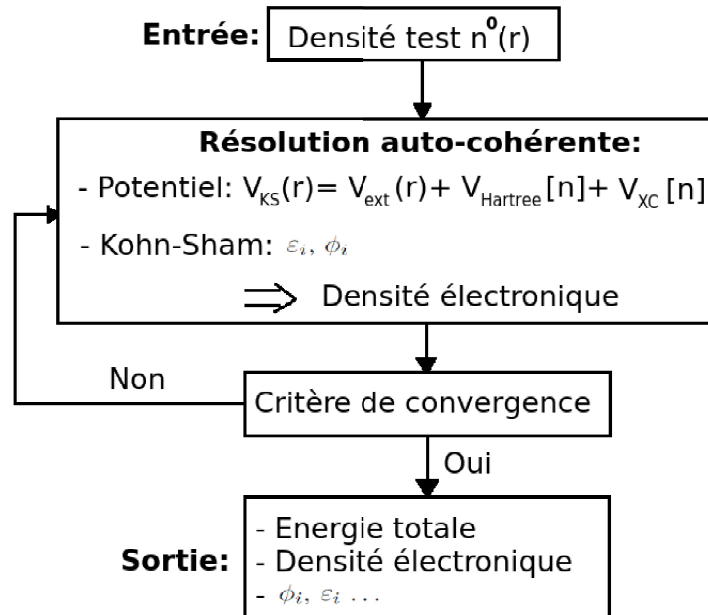 Entrée: Densité test n⁰(r)
Résolution auto-cohérente:
- Potentiel: V_KS(r)= V_ext(r)+ V_Hartree[n]+ V_XC[n]
- Kohn-Sham: εᵢ, ϕᵢ
⇒ Densité électronique
Non
Critère de convergence
Oui
Sortie:
- Energie totale
- Densité électronique
- ϕᵢ, εᵢ ...